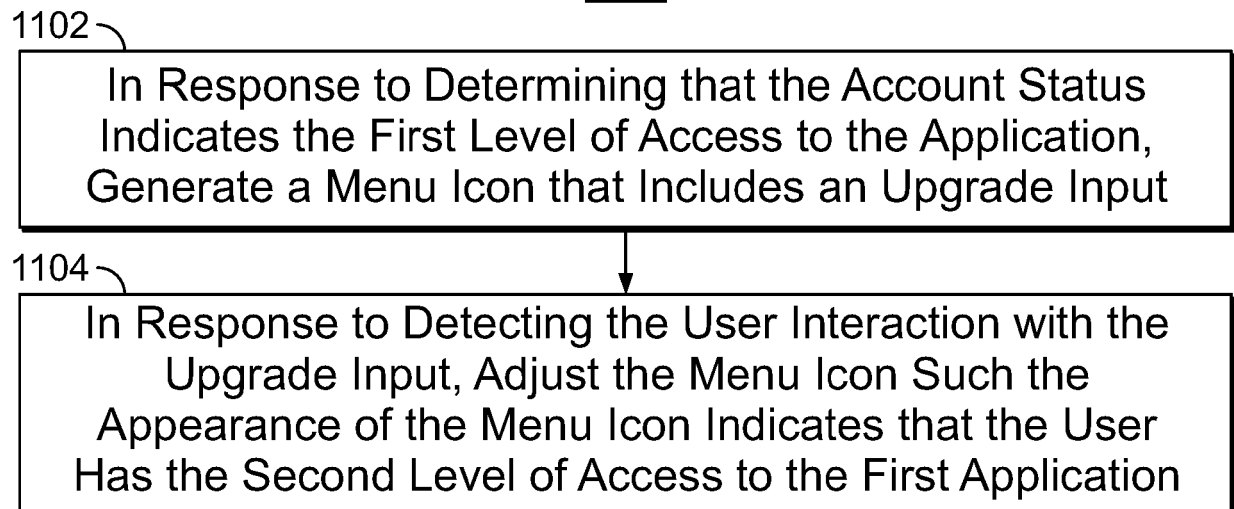 1102
In Response to Determining that the Account Status
Indicates the First Level of Access to the Application,
Generate a Menu Icon that Includes an Upgrade Input
1104
In Response to Detecting the User Interaction with the
Upgrade Input, Adjust the Menu Icon Such the
Appearance of the Menu Icon Indicates that the User
Has the Second Level of Access to the First Application